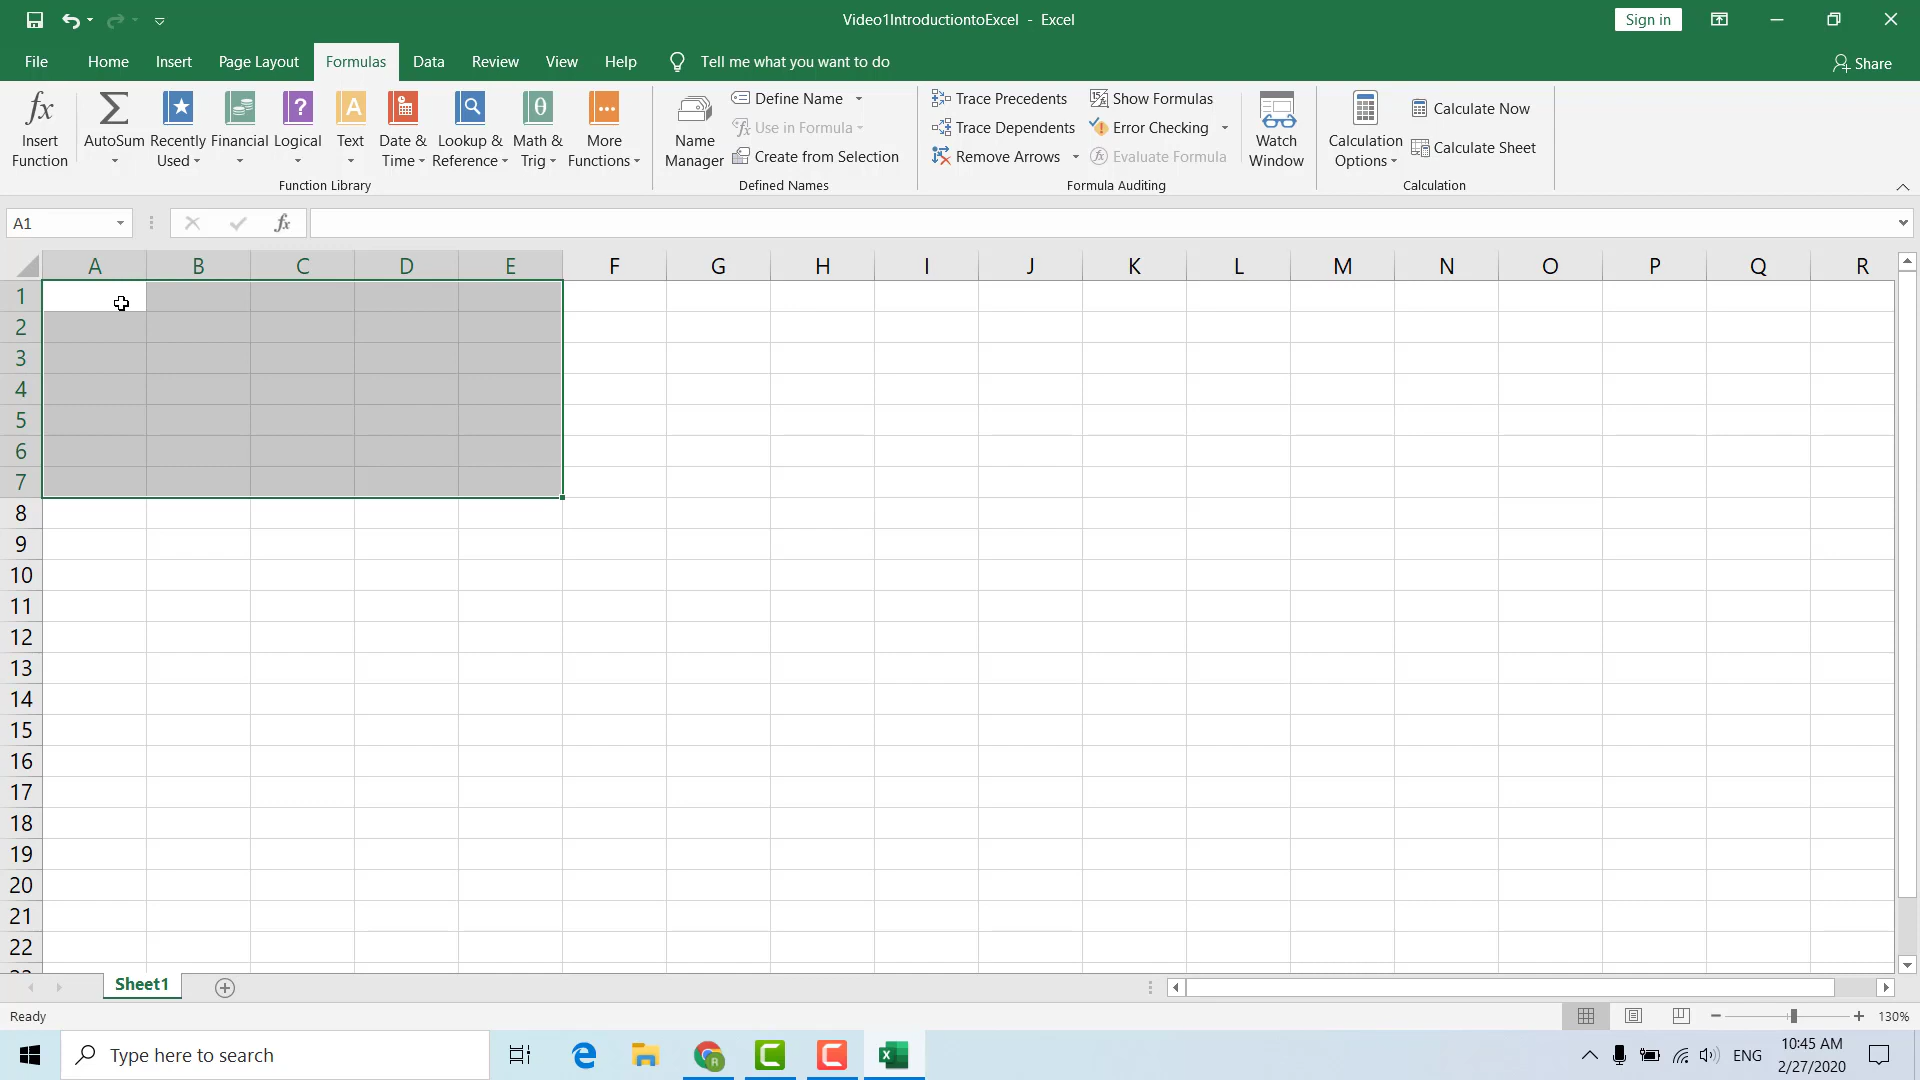 Video1IntroductiontoExcel - Excel
Sign in
File Home Insert Page Layout Formulas Data Review View Help Tell me what you want to do Share
Insert Function
AutoSum
Recently Used
Financial
Logical
Text
Date & Time
Lookup & Reference
Math & Trig
More Functions
Function Library
Name Manager
Define Name
Use in Formula
Create from Selection
Defined Names
Trace Precedents
Trace Dependents
Remove Arrows
Show Formulas
Error Checking
Evaluate Formula
Formula Auditing
Watch Window
Calculation Options
Calculate Now
Calculate Sheet
Calculation
A1 fx
A B C D E F G H I J K L M N O P Q R
1
2
3
4
5
6
7
8
9
10
11
12
13
14
15
16
17
18
19
20
21
22
Sheet1
Ready
130%
Type here to search
ENG
10:45 AM
2/27/2020